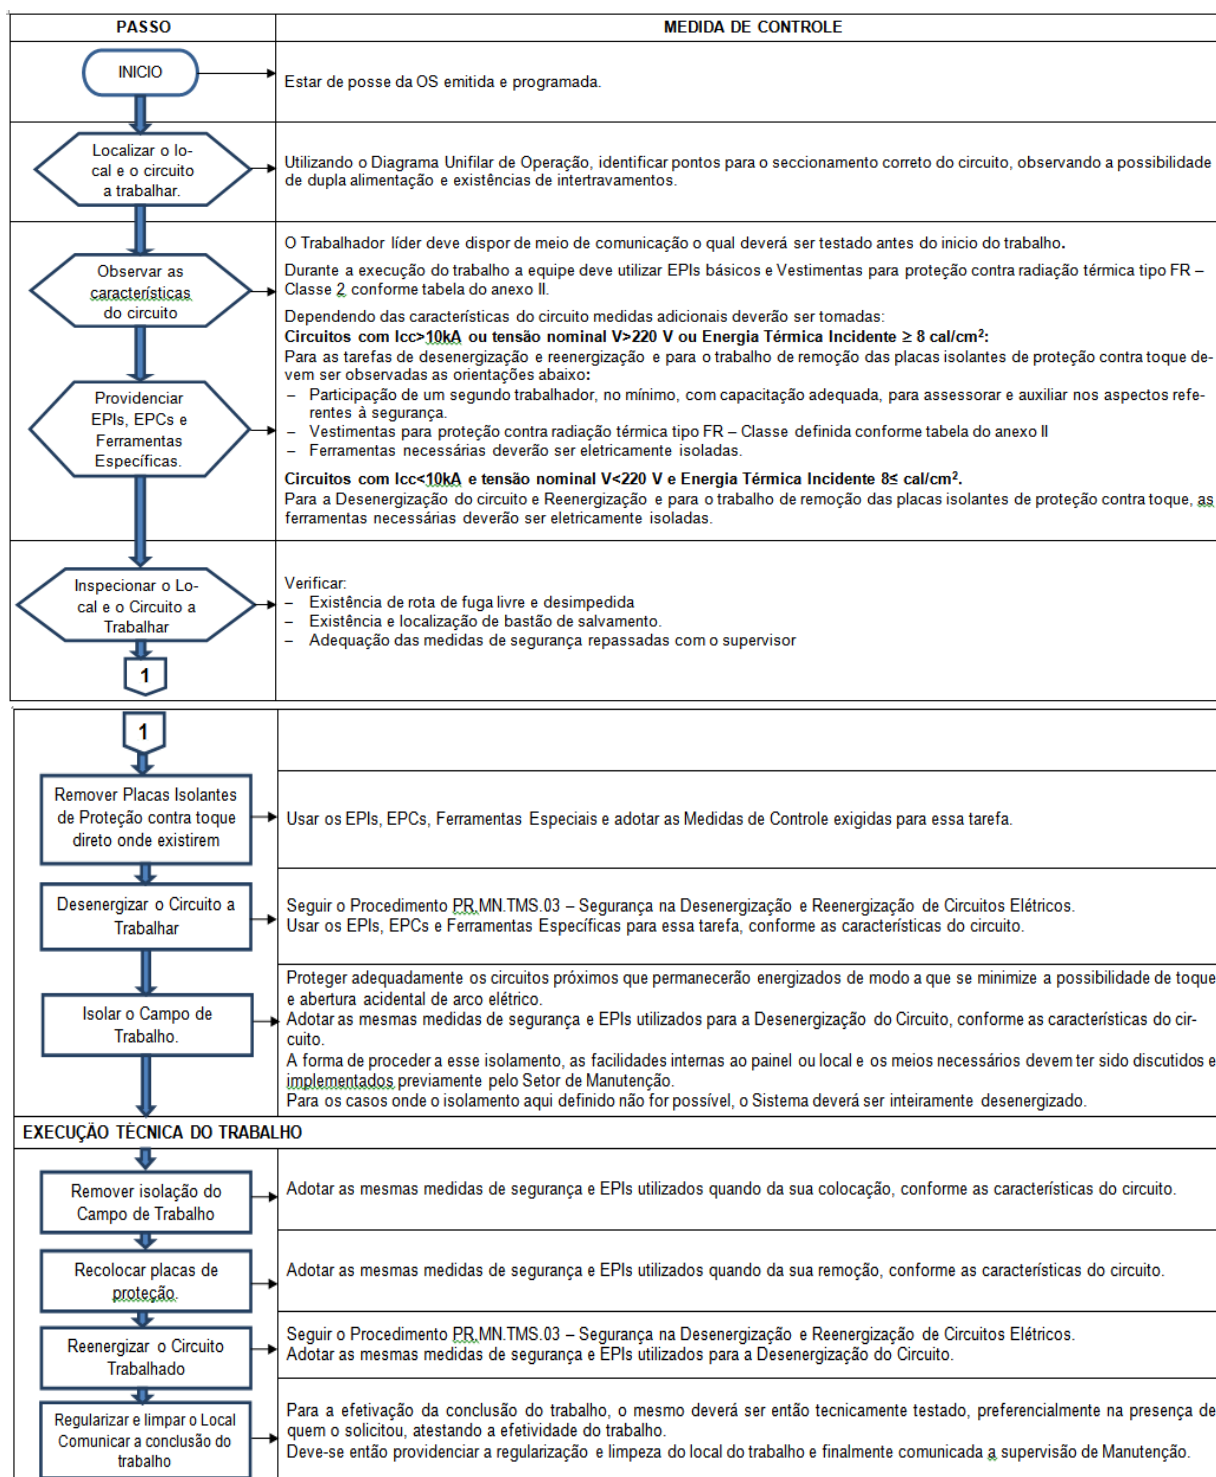 PASSO
MEDIDA DE CONTROLE
INICIO
Estar de posse da OS emitida e programada.
Localizar o lo-
cal e o circuito
a trabalhar.
Utilizando o Diagrama Unifilar de Operação, identificar pontos para o seccionamento correto do circuito, observando a possibilidade
de dupla alimentação e existências de intertravamentos.
Observar as
características
do circuito
Providenciar
EPIs, EPCs e
Ferramentas
Específicas.
O Trabalhador líder deve dispor de meio de comunicação o qual deverá ser testado antes do inicio do trabalho.
Durante a execução do trabalho a equipe deve utilizar EPIs básicos e Vestimentas para proteção contra radiação térmica tipo FR –
Classe 2 conforme tabela do anexo II.
Dependendo das características do circuito medidas adicionais deverão ser tomadas:
Circuitos com Icc>10kA ou tensão nominal V>220 V ou Energia Térmica Incidente ≥ 8 cal/cm²:
Para as tarefas de desenergização e reenergização e para o trabalho de remoção das placas isolantes de proteção contra toque de-
vem ser observadas as orientações abaixo:
– Participação de um segundo trabalhador, no mínimo, com capacitação adequada, para assessorar e auxiliar nos aspectos refe-
rentes à segurança.
– Vestimentas para proteção contra radiação térmica tipo FR – Classe definida conforme tabela do anexo II
– Ferramentas necessárias deverão ser eletricamente isoladas.
Circuitos com Icc<10kA e tensão nominal V<220 V e Energia Térmica Incidente 8≤ cal/cm².
Para a Desenergização do circuito e Reenergização e para o trabalho de remoção das placas isolantes de proteção contra toque, as
ferramentas necessárias deverão ser eletricamente isoladas.
Inspecionar o Lo-
cal e o Circuito a
Trabalhar
1
Verificar:
– Existência de rota de fuga livre e desimpedida
– Existência e localização de bastão de salvamento.
– Adequação das medidas de segurança repassadas com o supervisor
1
Remover Placas Isolantes
de Proteção contra toque
direto onde existirem
Usar os EPIs, EPCs, Ferramentas Especiais e adotar as Medidas de Controle exigidas para essa tarefa.
Desenergizar o Circuito a
Trabalhar
Seguir o Procedimento PR.MN.TMS.03 – Segurança na Desenergização e Reenergização de Circuitos Elétricos.
Usar os EPIs, EPCs e Ferramentas Específicas para essa tarefa, conforme as características do circuito.
Isolar o Campo de
Trabalho.
Proteger adequadamente os circuitos próximos que permanecerão energizados de modo a que se minimize a possibilidade de toque
e abertura acidental de arco elétrico.
Adotar as mesmas medidas de segurança e EPIs utilizados para a Desenergização do Circuito, conforme as características do cir-
cuito.
A forma de proceder a esse isolamento, as facilidades internas ao painel ou local e os meios necessários devem ter sido discutidos e
implementados previamente pelo Setor de Manutenção.
Para os casos onde o isolamento aqui definido não for possível, o Sistema deverá ser inteiramente desenergizado.
EXECUÇÃO TÉCNICA DO TRABALHO
Remover isolação do
Campo de Trabalho
Adotar as mesmas medidas de segurança e EPIs utilizados quando da sua colocação, conforme as características do circuito.
Recolocar placas de
proteção.
Adotar as mesmas medidas de segurança e EPIs utilizados quando da sua remoção, conforme as características do circuito.
Reenergizar o Circuito
Trabalhado
Seguir o Procedimento PR.MN.TMS.03 – Segurança na Desenergização e Reenergização de Circuitos Elétricos.
Adotar as mesmas medidas de segurança e EPIs utilizados para a Desenergização do Circuito.
Regularizar e limpar o Local
Comunicar a conclusão do
trabalho
Para a efetivação da conclusão do trabalho, o mesmo deverá ser então tecnicamente testado, preferencialmente na presença de
quem o solicitou, atestando a efetividade do trabalho.
Deve-se então providenciar a regularização e limpeza do local do trabalho e finalmente comunicada a supervisão de Manutenção.